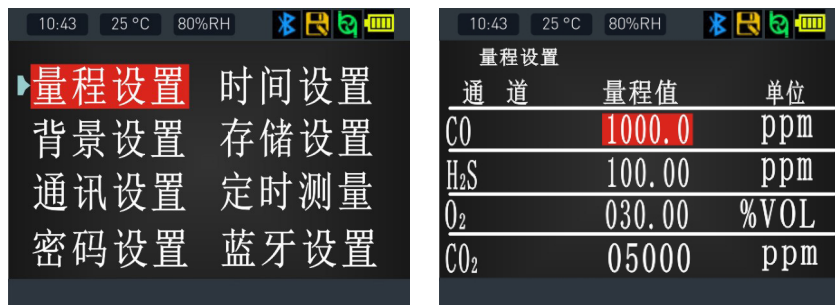 10:43 25 °C 80%RH
量程设置 时间设置
背景设置 存储设置
通讯设置 定时测量
密码设置 蓝牙设置
10:43 25 °C 80%RH
量程设置
通 道 量程值 单位
CO 1000.0 ppm
H₂S 100.00 ppm
O₂ 030.00 %VOL
CO₂ 05000 ppm